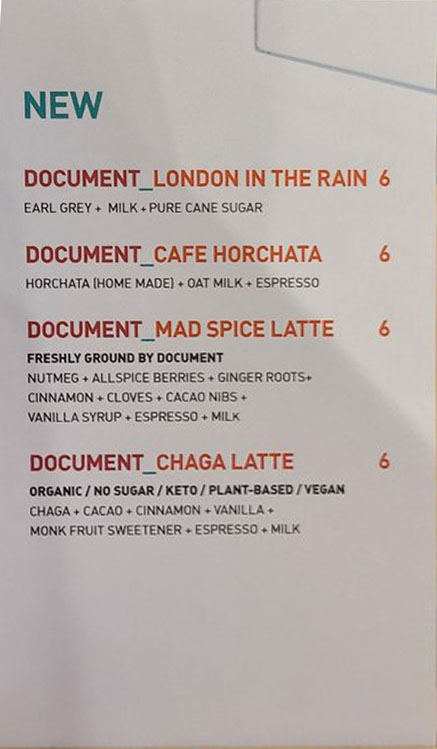 NEW
DOCUMENT_LONDON IN THE RAIN 6
EARL GREY + MILK + PURE CANE SUGAR
DOCUMENT_CAFE HORCHATA 6
HORCHATA (HOME MADE) + OAT MILK + ESPRESSO
DOCUMENT_MAD SPICE LATTE 6
FRESHLY GROUND BY DOCUMENT
NUTMEG + ALLSPICE BERRIES + GINGER ROOTS+
CINNAMON + CLOVES + CACAO NIBS +
VANILLA SYRUP + ESPRESSO + MILK
DOCUMENT_CHAGA LATTE 6
ORGANIC / NO SUGAR / KETO / PLANT-BASED / VEGAN
CHAGA + CACAO + CINNAMON + VANILLA +
MONK FRUIT SWEETENER + ESPRESSO + MILK